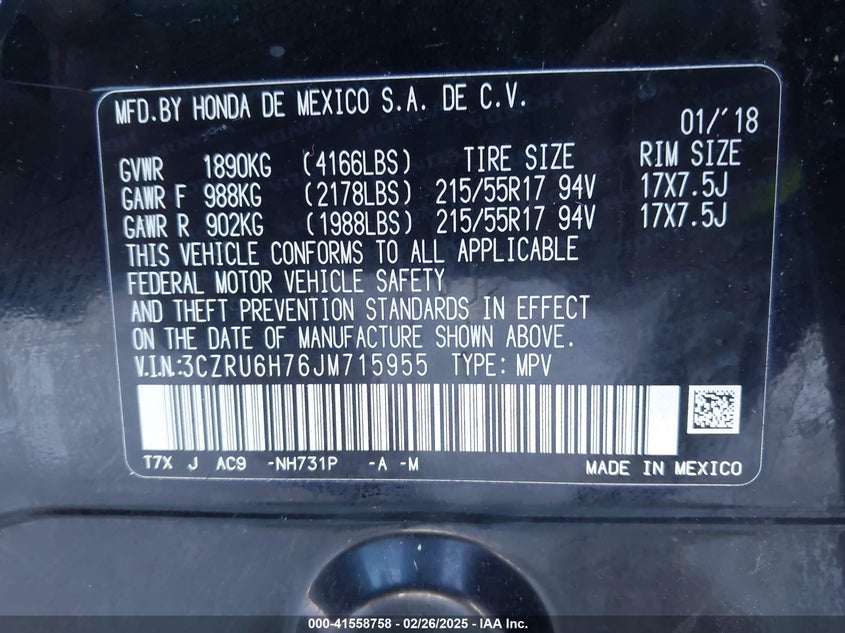 MFD.BY HONDA DE MEXICO S.A. DE C.V.
01/'18
GVWR 1890KG (4166LBS) TIRE SIZE RIM SIZE
GAWR F 988KG (2178LBS) 215/55R17 94V 17X7.5J
GAWR R 902KG (1988LBS) 215/55R17 94V 17X7.5J
THIS VEHICLE CONFORMS TO ALL APPLICABLE
FEDERAL MOTOR VEHICLE SAFETY
AND THEFT PREVENTION STANDARDS IN EFFECT
ON THE DATE OF MANUFACTURE SHOWN ABOVE.
V.I.N.:3CZRU6H76JM715955 TYPE: MPV
T7X J AC9 -NH731P -A -M MADE IN MEXICO
000-41558758 - 02/26/2025 - IAA Inc.